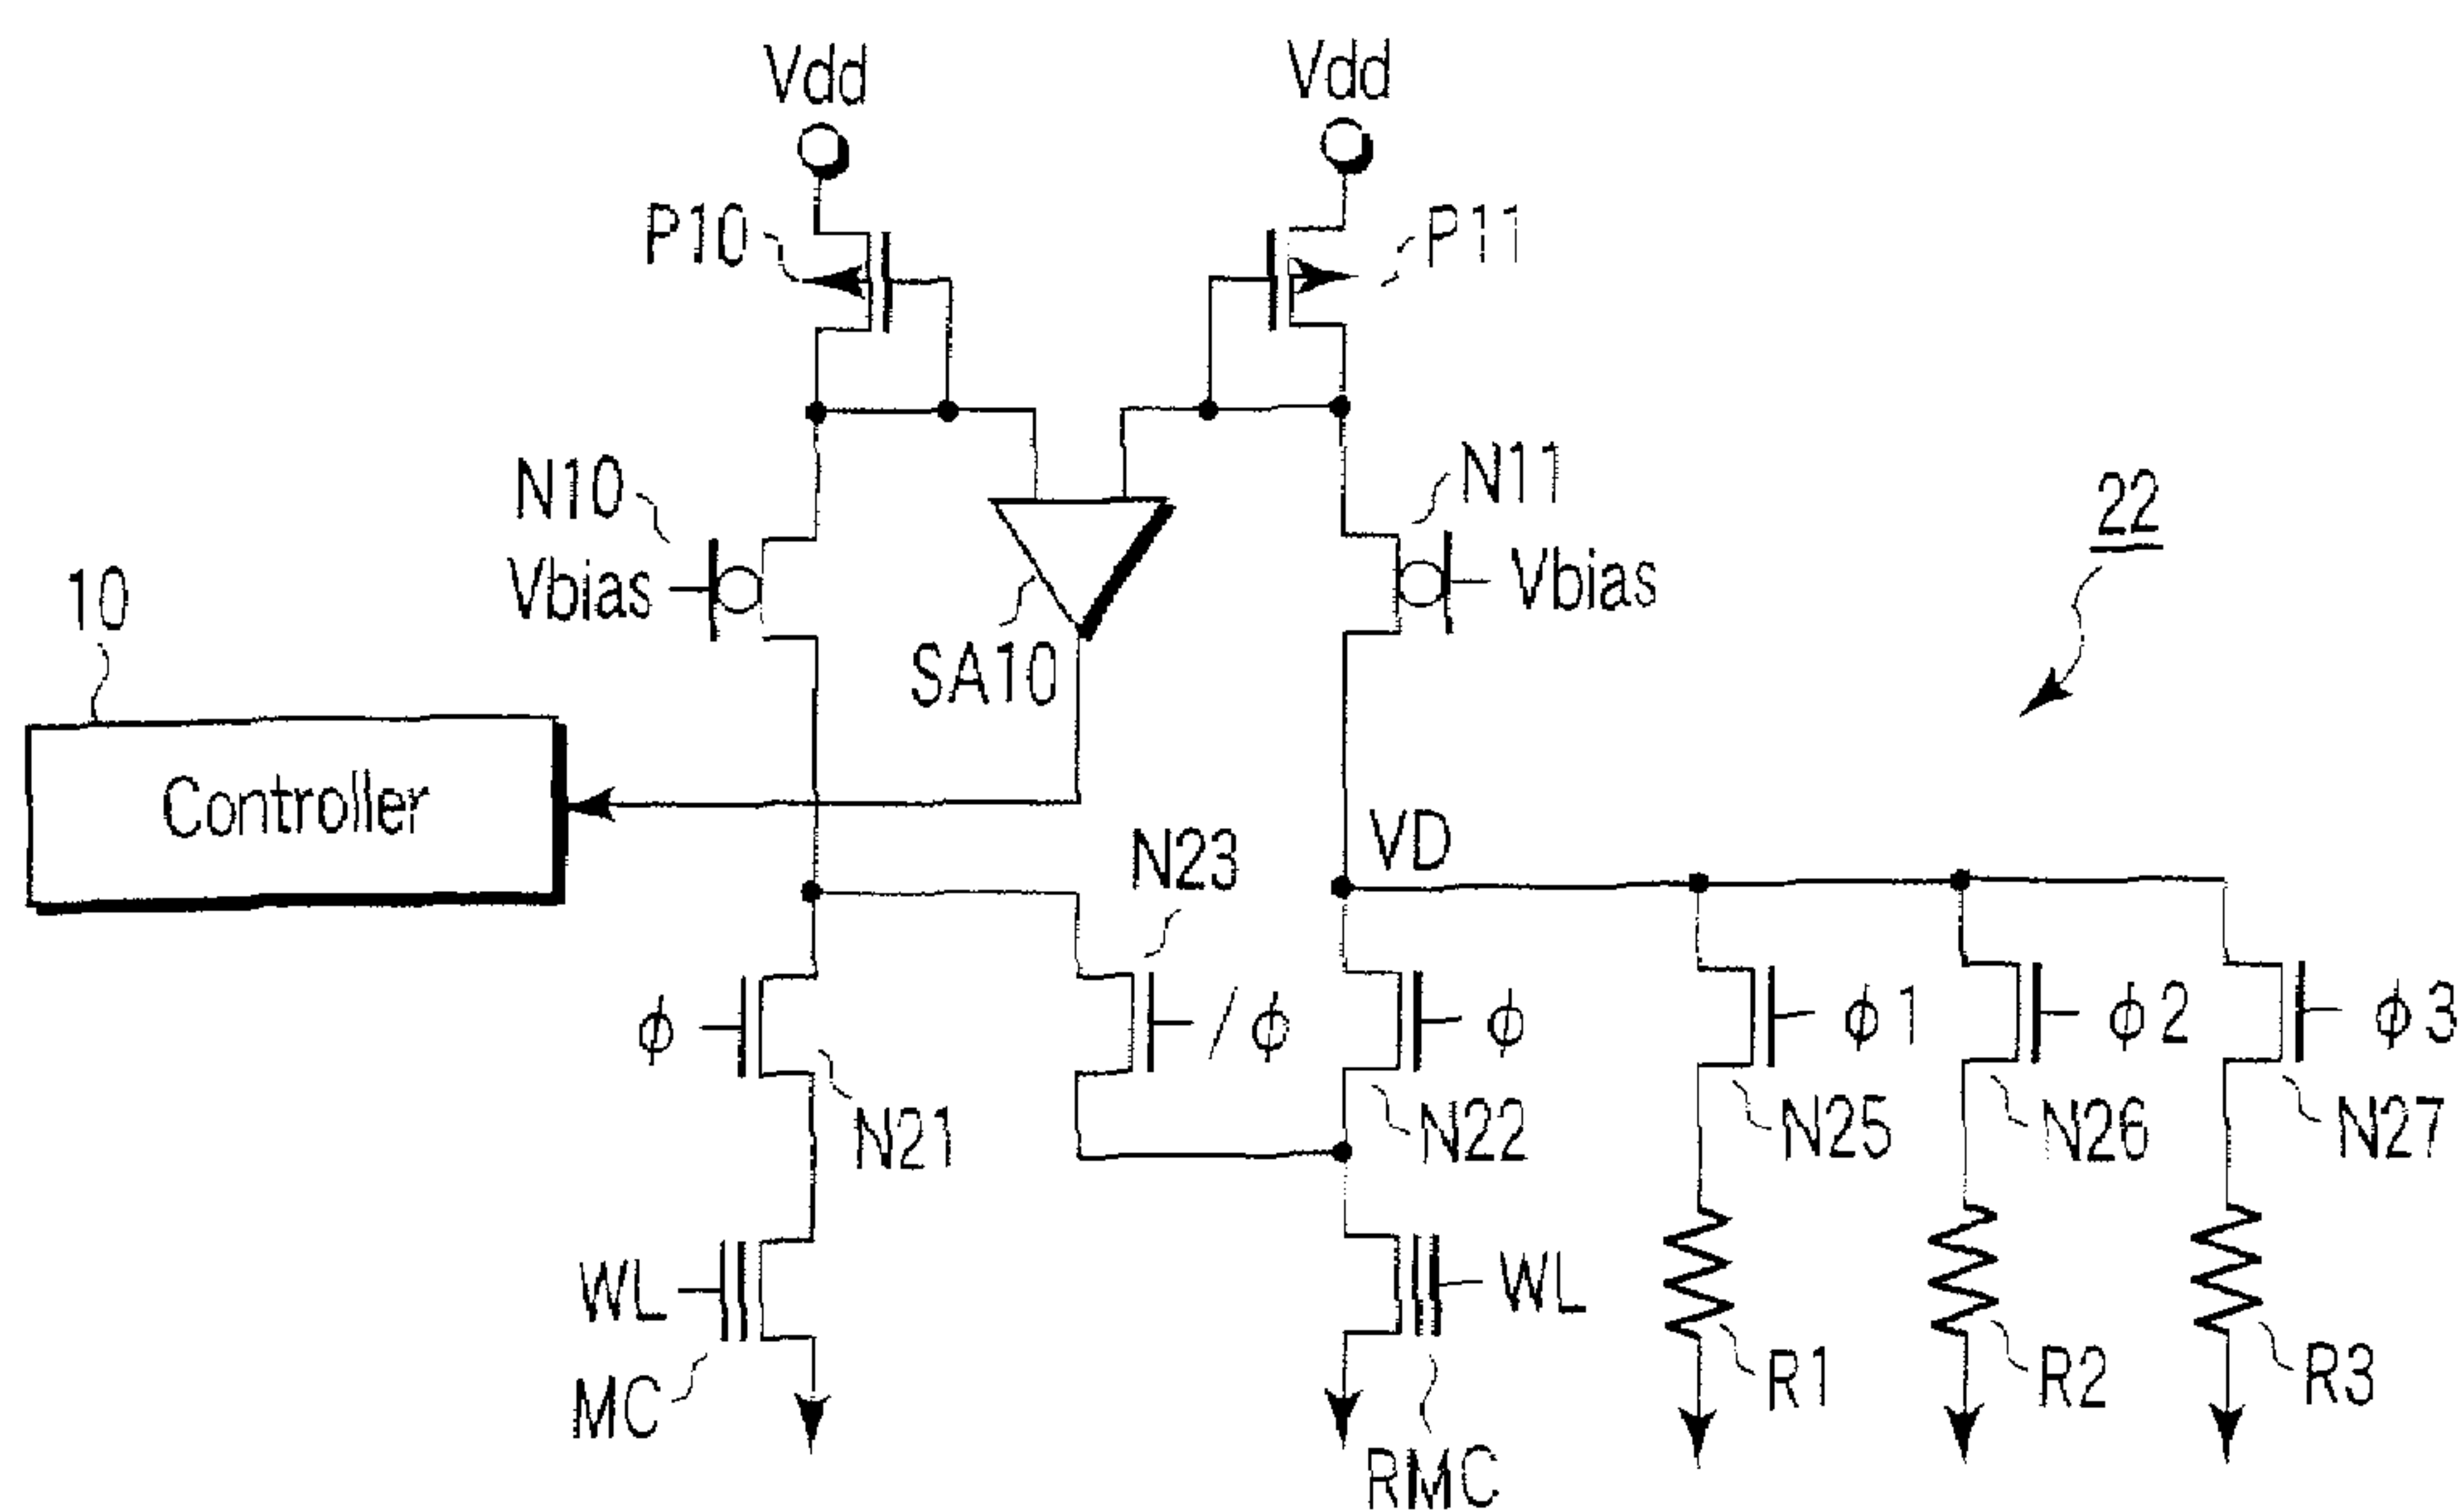 Vdd
Vdd
P10
P11
N10
N11
Vbias
Vbias
22
10
SA10
Controller
N23
VD
ϕ
/ϕ
ϕ
ϕ1
ϕ2
ϕ3
N21
N22
N25
N26
N27
WL
WL
MC
R1
R2
R3
RMC